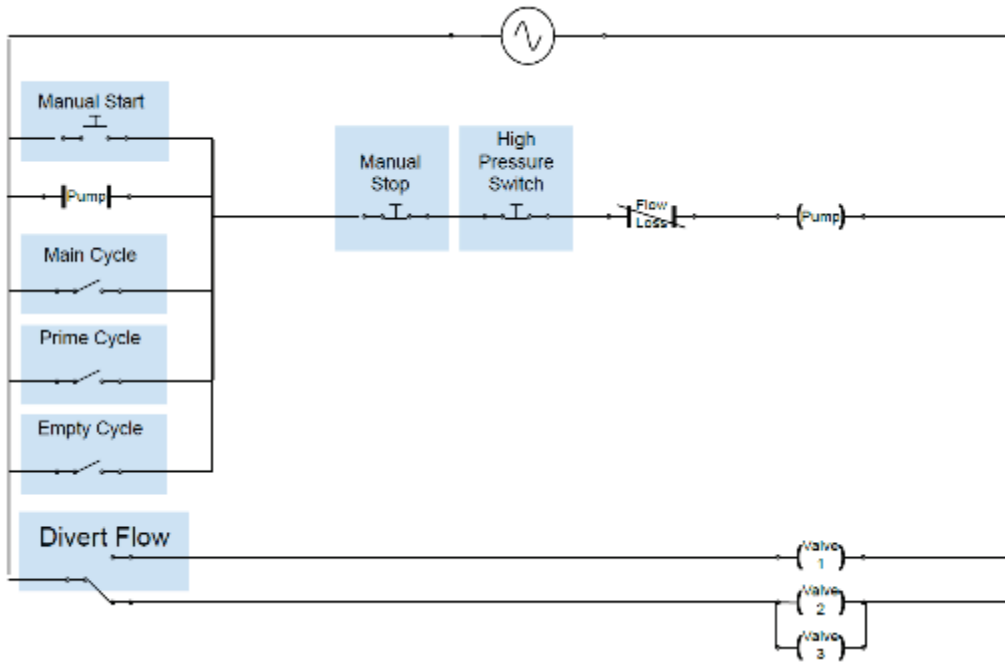 Manual Start
High
Pressure
Switch
Manual
Stop
Pump
Flow
Loss
Pump
Main Cycle
Prime Cycle
Empty Cycle
Divert Flow
Valve
1
Valve
2
Valve
3